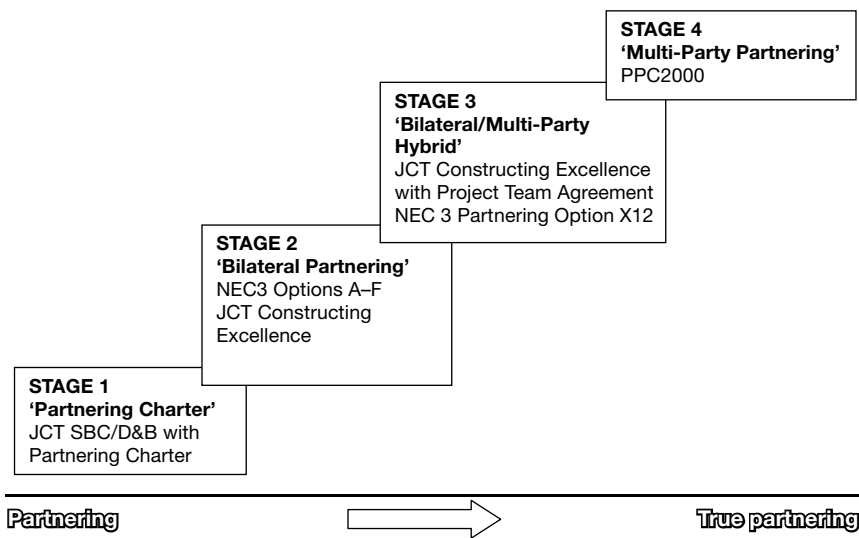 STAGE 4
‘Multi-Party Partnering’
PPC2000
STAGE 3
‘Bilateral/Multi-Party
Hybrid’
JCT Constructing Excellence
with Project Team Agreement
NEC 3 Partnering Option X12
STAGE 2
‘Bilateral Partnering’
NEC3 Options A–F
JCT Constructing
Excellence
STAGE 1
‘Partnering Charter’
JCT SBC/D&B with
Partnering Charter
Partnering
True partnering